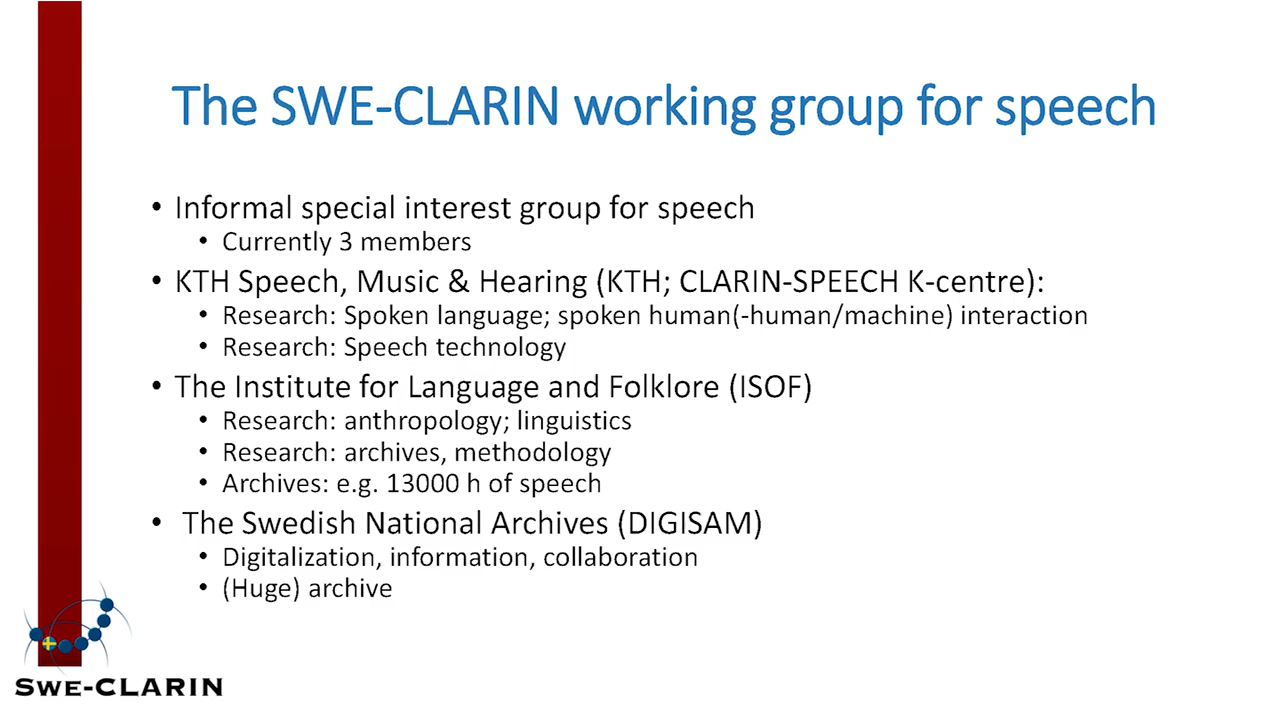 The SWE-CLARIN working group for speech
• Informal special interest group for speech
• Currently 3 members
• KTH Speech, Music & Hearing (KTH; CLARIN-SPEECH K-centre):
• Research: Spoken language; spoken human(-human/machine) interaction
• Research: Speech technology
• The Institute for Language and Folklore (ISOF)
• Research: anthropology; linguistics
• Research: archives, methodology
• Archives: e.g. 13000 h of speech
• The Swedish National Archives (DIGISAM)
• Digitalization, information, collaboration
• (Huge) archive
SWE-CLARIN